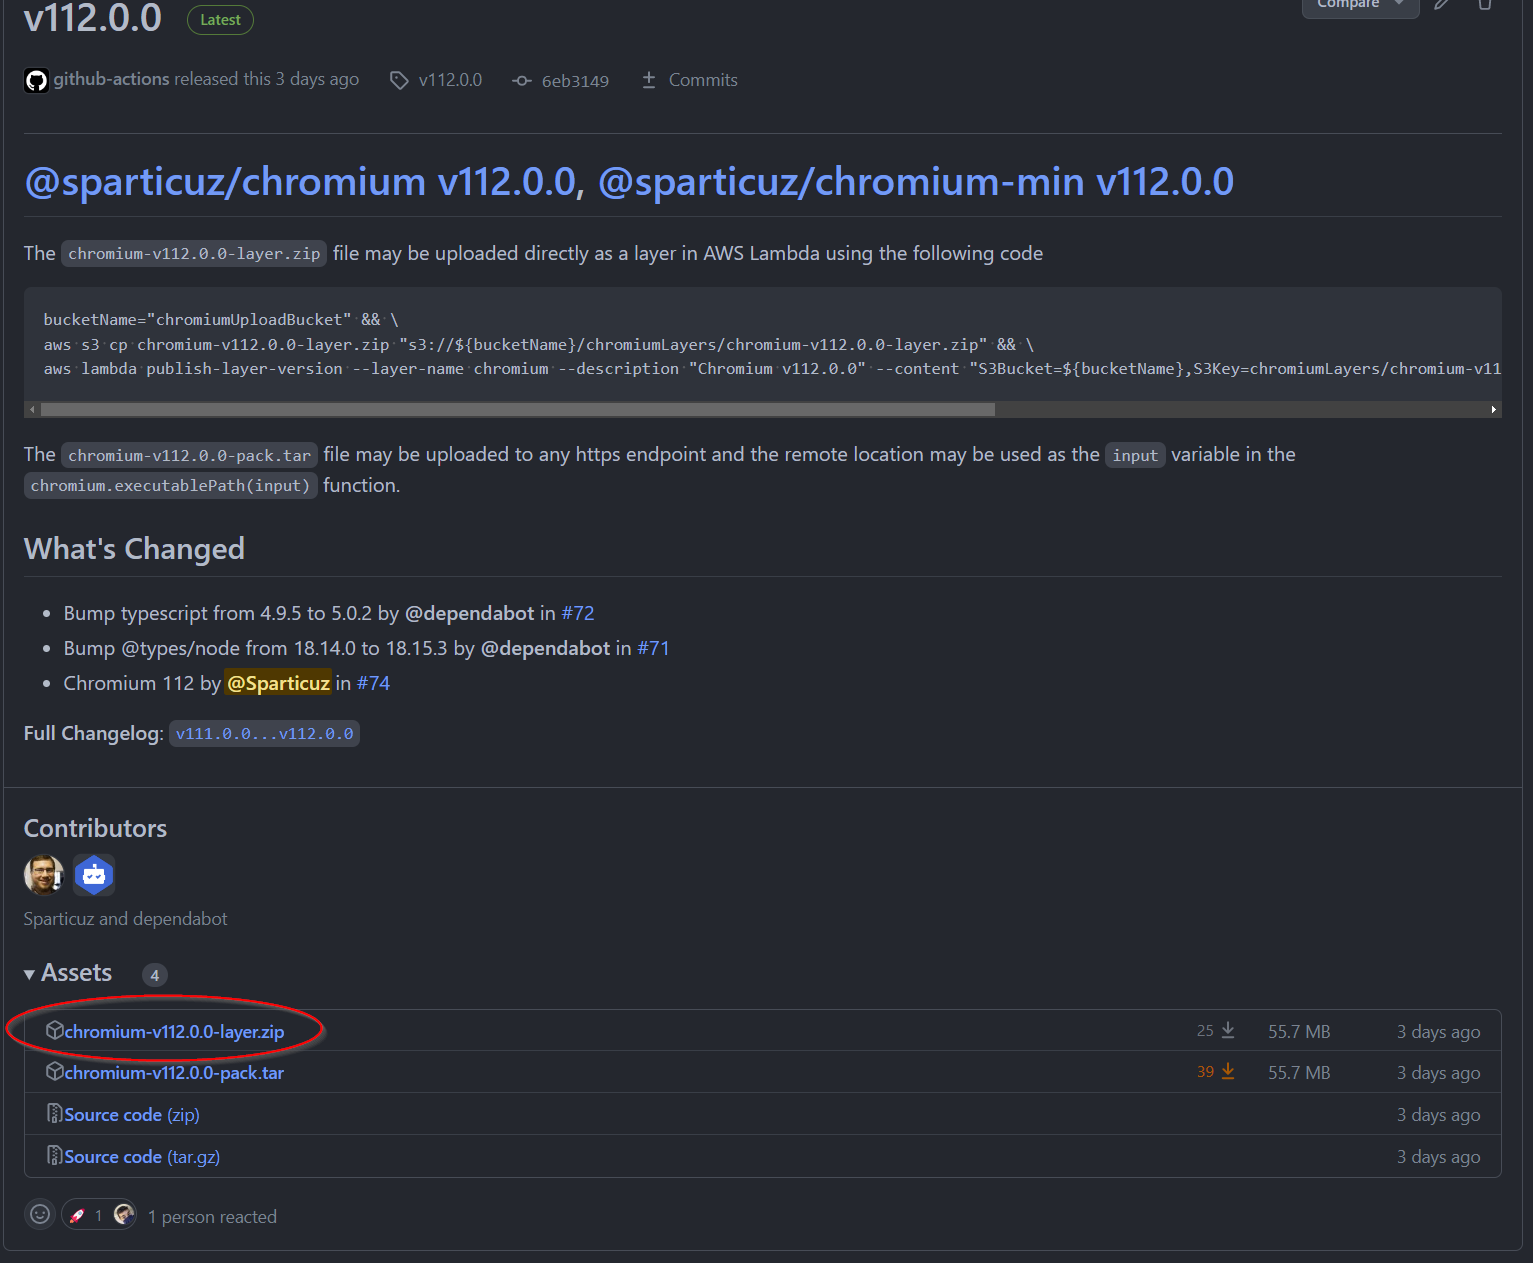 v112.0.0 Latest Compare
github-actions released this 3 days ago v112.0.0 6eb3149 Commits
@sparticuz/chromium v112.0.0, @sparticuz/chromium-min v112.0.0
The chromium-v112.0.0-layer.zip file may be uploaded directly as a layer in AWS Lambda using the following code
bucketName="chromiumUploadBucket" && \
aws s3 cp chromium-v112.0.0-layer.zip "s3://${bucketName}/chromiumLayers/chromium-v112.0.0-layer.zip" && \
aws lambda publish-layer-version --layer-name chromium --description "Chromium v112.0.0" --content "S3Bucket=${bucketName},S3Key=chromiumLayers/chromium-v11
The chromium-v112.0.0-pack.tar file may be uploaded to any https endpoint and the remote location may be used as the input variable in the
chromium.executablePath(input) function.
What's Changed
• Bump typescript from 4.9.5 to 5.0.2 by @dependabot in #72
• Bump @types/node from 18.14.0 to 18.15.3 by @dependabot in #71
• Chromium 112 by @Sparticuz in #74
Full Changelog: v111.0.0...v112.0.0
Contributors
Sparticuz and dependabot
Assets 4
chromium-v112.0.0-layer.zip 25 55.7 MB 3 days ago
chromium-v112.0.0-pack.tar 39 55.7 MB 3 days ago
Source code (zip) 3 days ago
Source code (tar.gz) 3 days ago
1 1 person reacted